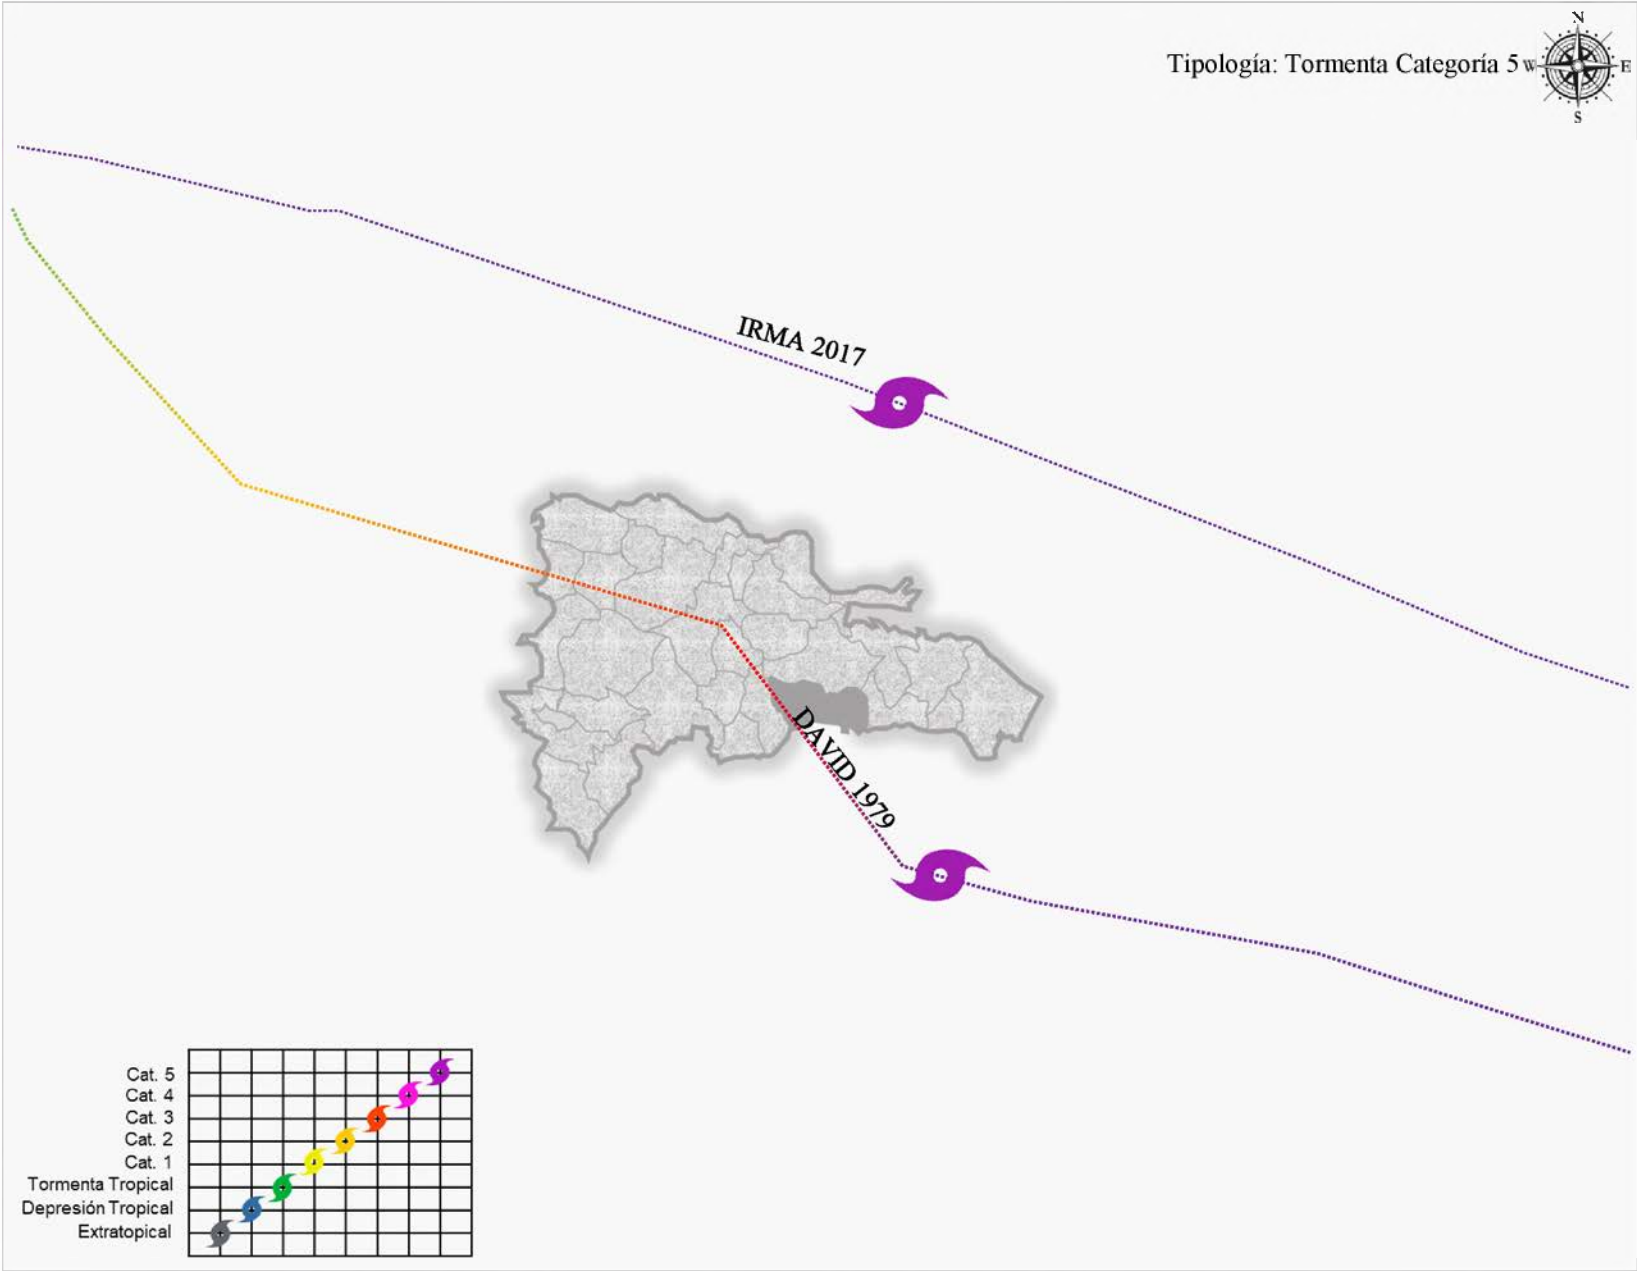 N
Tipología: Tormenta Categoría 5
W
E
S
IRMA 2017
DAVID 1979
Cat. 5
Cat. 4
Cat. 3
Cat. 2
Cat. 1
Tormenta Tropical
Depresión Tropical
Extratopical